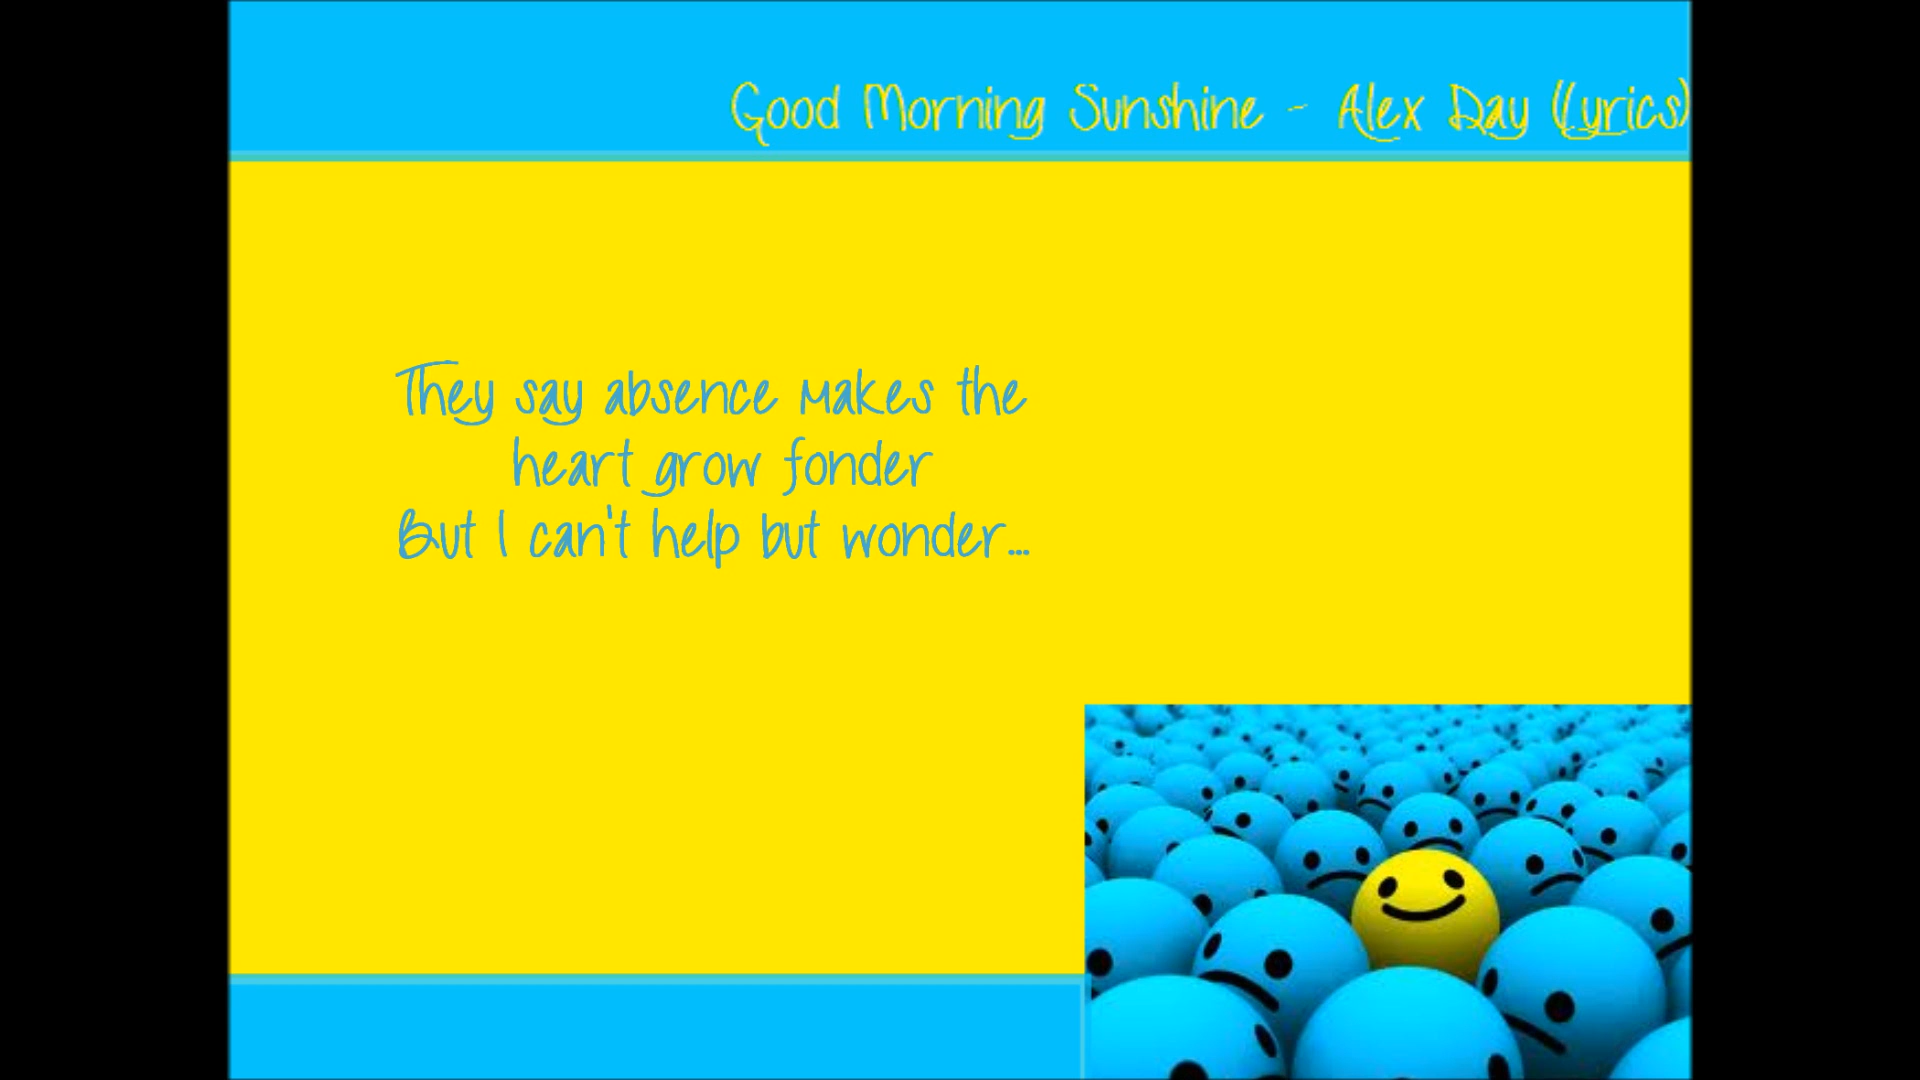 Good Morning Sunshine - Alex Day (Lyrics)
They say absence makes the
heart grow fonder
But I can't help but wonder...